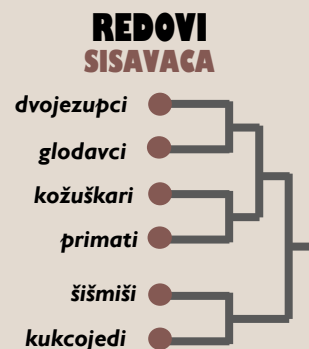 REDOVI
SISAVACA
dvojezupci
glodavci
kožuškari
primati
šišmiši
kukcojedi